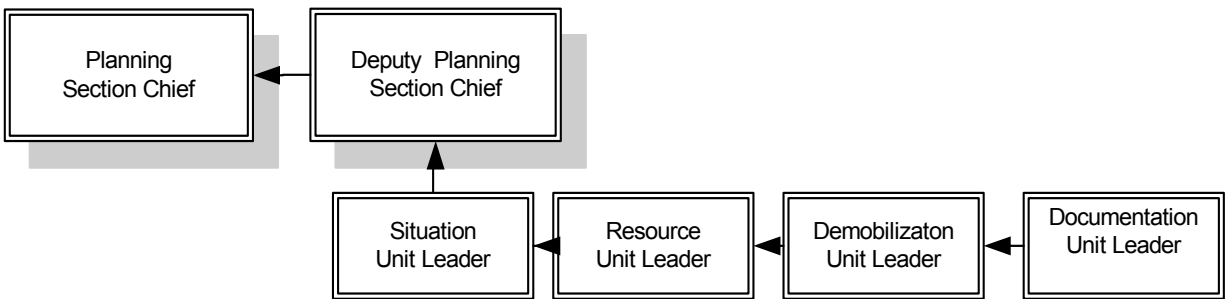 Planning
Section Chief
Deputy Planning
Section Chief
Situation
Unit Leader
Resource
Unit Leader
Demobilizaton
Unit Leader
Documentation
Unit Leader